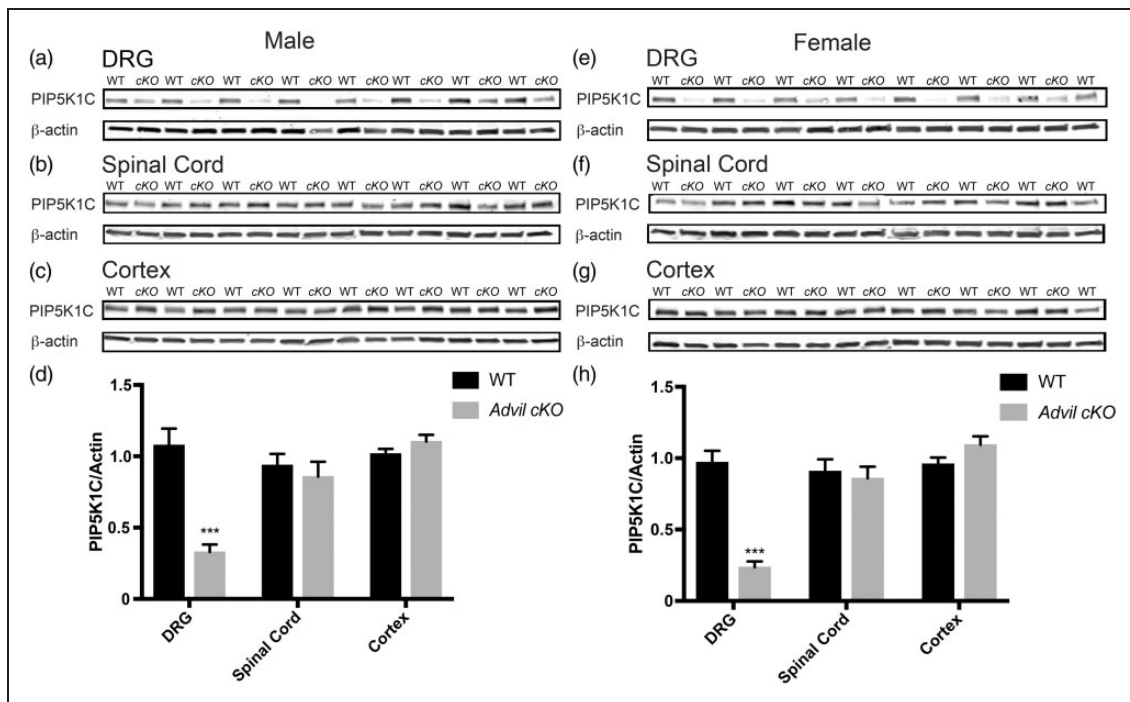 Male
(a) DRG
WT cKO WT cKO WT cKO WT cKO WT cKO WT cKO WT cKO WT cKO
PIP5K1C
β-actin
(b) Spinal Cord
WT cKO WT cKO WT cKO WT cKO WT cKO WT cKO WT cKO WT cKO
PIP5K1C
β-actin
(c) Cortex
WT cKO WT cKO WT cKO WT cKO WT cKO WT cKO WT cKO WT cKO
PIP5K1C
β-actin
(d)
WT
Advil cKO
PIP5K1C/Actin
1.5
1.0
0.5
0
***
DRG
Spinal Cord
Cortex
Female
(e) DRG
WT cKO WT cKO WT cKO WT cKO WT cKO WT cKO WT cKO WT
PIP5K1C
β-actin
(f) Spinal Cord
WT cKO WT cKO WT cKO WT cKO WT cKO WT cKO WT cKO WT
PIP5K1C
β-actin
(g) Cortex
WT cKO WT cKO WT cKO WT cKO WT cKO WT cKO WT cKO WT
PIP5K1C
β-actin
(h)
WT
Advil cKO
PIP5K1C/Actin
1.5
1.0
0.5
0
***
DRG
Spinal Cord
Cortex